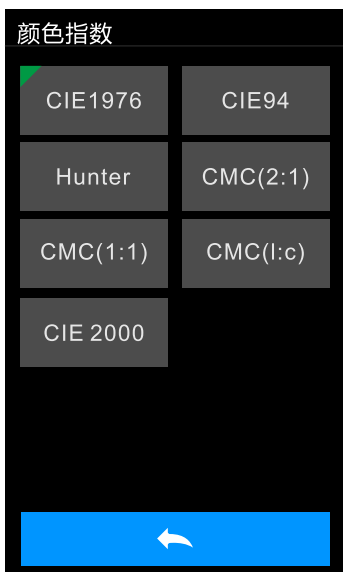 颜色指数
CIE1976
CIE94
Hunter
CMC(2:1)
CMC(1:1)
CMC(l:c)
CIE 2000